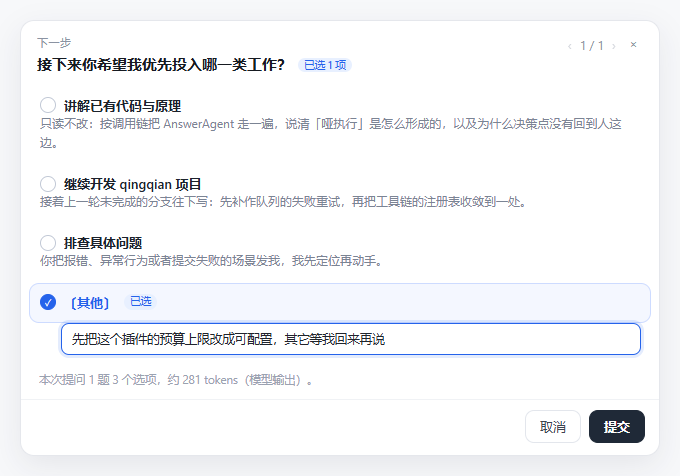 下一步
‹ 1 / 1 › ×
接下来你希望我优先投入哪一类工作？ 已选 1 项
讲解已有代码与原理
只读不改：按调用链把 AnswerAgent 走一遍，说清「哑执行」是怎么形成的，以及为什么决策点没有回到人这
边。
继续开发 qingqian 项目
接着上一轮未完成的分支往下写：先补作队列的失败重试，再把工具链的注册表收敛到一处。
排查具体问题
你把报错、异常行为或者提交失败的场景发我，我先定位再动手。
〔其他〕 已选
先把这个插件的预算上限改成可配置，其它等我回来再说
本次提问 1 题 3 个选项，约 281 tokens（模型输出）。
取消 提交